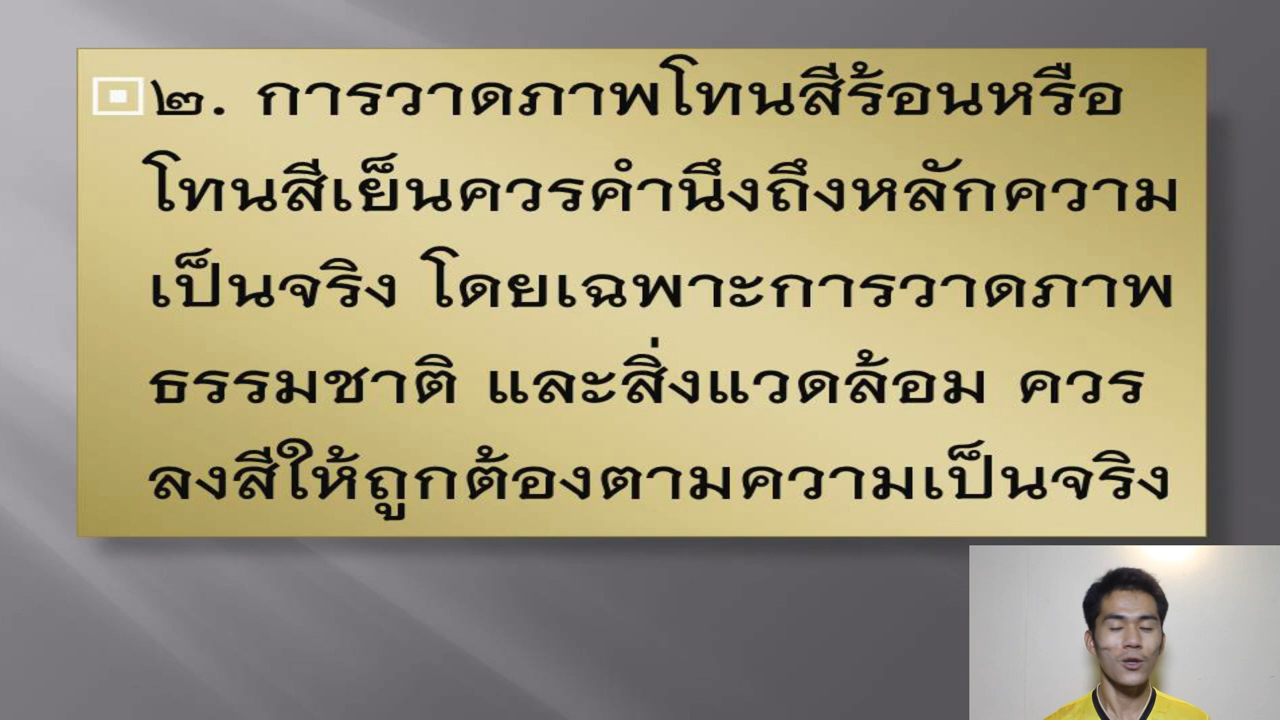 ๒. การวาดภาพโทนสีร้อนหรือ
โทนสีเย็นควรคำนึงถึงหลักความ
เป็นจริง โดยเฉพาะการวาดภาพ
ธรรมชาติ และสิ่งแวดล้อม ควร
ลงสีให้ถูกต้องตามความเป็นจริง